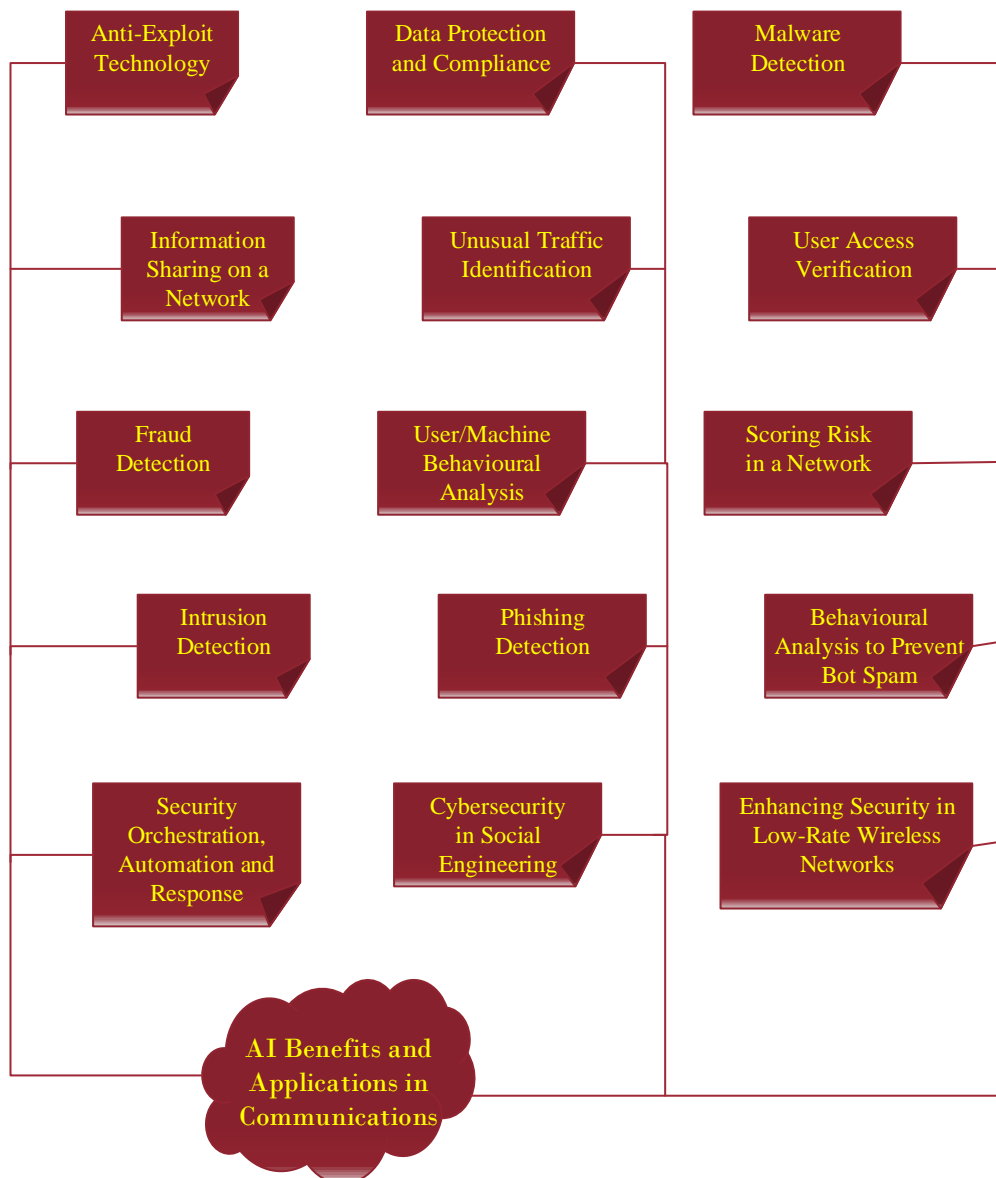 Anti-Exploit
Technology
Data Protection
and Compliance
Malware
Detection
Information
Sharing on a
Network
Unusual Traffic
Identification
User Access
Verification
Fraud
Detection
User/Machine
Behavioural
Analysis
Scoring Risk
in a Network
Intrusion
Detection
Phishing
Detection
Behavioural
Analysis to Prevent
Bot Spam
Security
Orchestration,
Automation and
Response
Cybersecurity
in Social
Engineering
Enhancing Security in
Low-Rate Wireless
Networks
AI Benefits and
Applications in
Communications